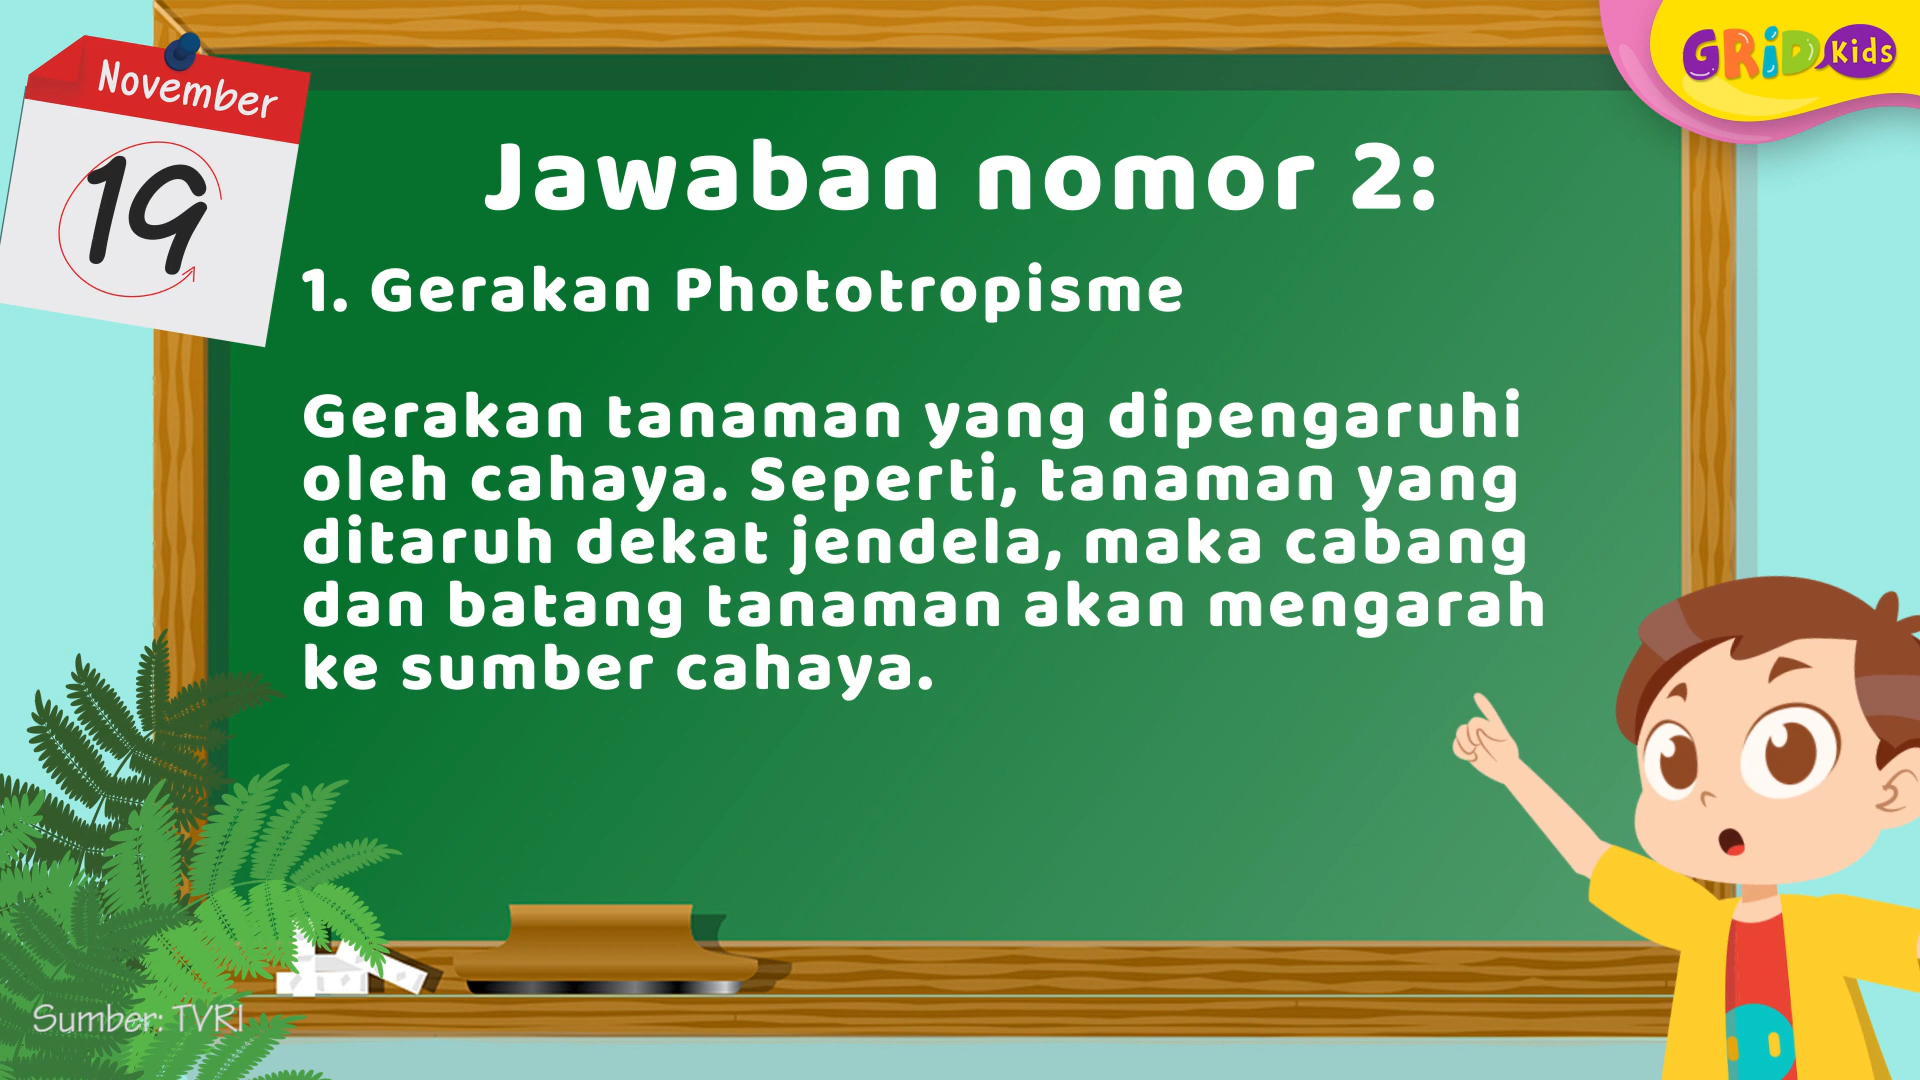 November
19
GRiD Kids
Jawaban nomor 2:
1. Gerakan Phototropisme
Gerakan tanaman yang dipengaruhi
oleh cahaya. Seperti, tanaman yang
ditaruh dekat jendela, maka cabang
dan batang tanaman akan mengarah
ke sumber cahaya.
Sumber: TVRI